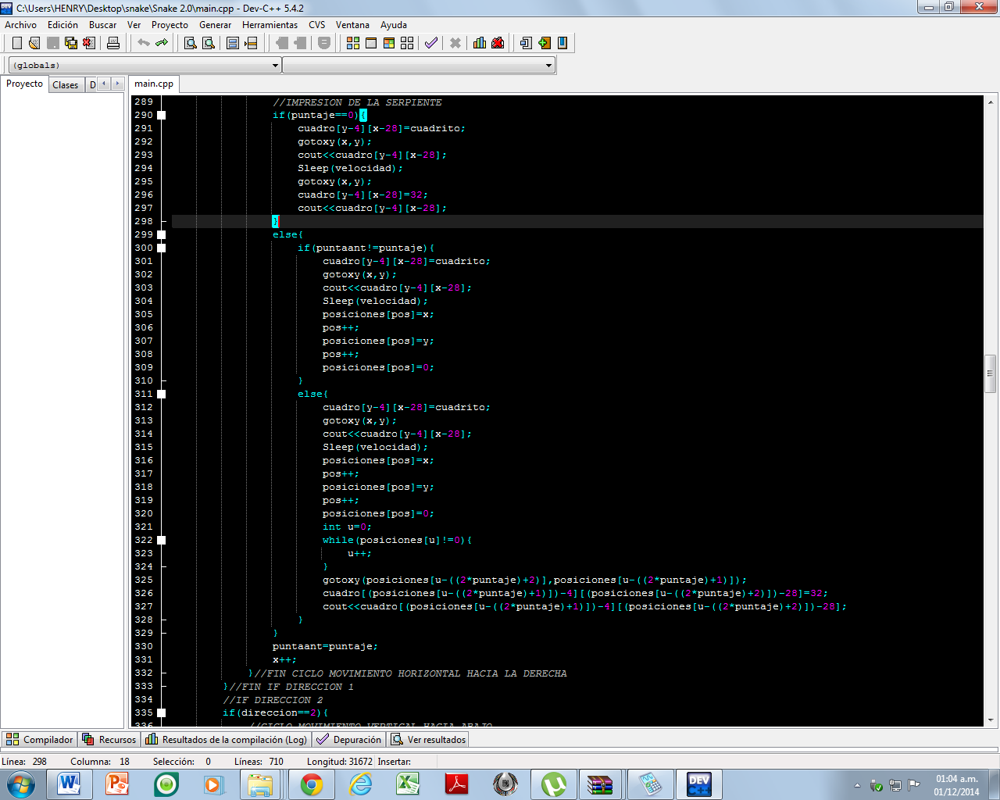 C:\Users\HENRY\Desktop\snake\Snake 2.0\main.cpp - Dev-C++ 5.4.2
Archivo Edición Buscar Ver Proyecto Generar Herramientas CVS Ventana Ayuda
(globals)
Proyecto Clases D main.cpp
289 //IMPRESION DE LA SERPIENTE
290 if(puntaje==0){
291 cuadro[y-4][x-28]=cuadrito;
292 gotoxy(x,y);
293 cout<<cuadro[y-4][x-28];
294 Sleep(velocidad);
295 gotoxy(x,y);
296 cuadro[y-4][x-28]=32;
297 cout<<cuadro[y-4][x-28];
298 }
299 else{
300 if(puntaant!=puntaje){
301 cuadro[y-4][x-28]=cuadrito;
302 gotoxy(x,y);
303 cout<<cuadro[y-4][x-28];
304 Sleep(velocidad);
305 posiciones[pos]=x;
306 pos++;
307 posiciones[pos]=y;
308 pos++;
309 posiciones[pos]=0;
310 }
311 else{
312 cuadro[y-4][x-28]=cuadrito;
313 gotoxy(x,y);
314 cout<<cuadro[y-4][x-28];
315 Sleep(velocidad);
316 posiciones[pos]=x;
317 pos++;
318 posiciones[pos]=y;
319 pos++;
320 posiciones[pos]=0;
321 int u=0;
322 while(posiciones[u]!=0){
323 u++;
324 }
325 gotoxy(posiciones[u-((2*puntaje)+2)],posiciones[u-((2*puntaje)+1)]);
326 cuadro[(posiciones[u-((2*puntaje)+1)])-4][(posiciones[u-((2*puntaje)+2)])-28]=32;
327 cout<<cuadro[(posiciones[u-((2*puntaje)+1)])-4][(posiciones[u-((2*puntaje)+2)])-28];
328 }
329 }
330 puntaant=puntaje;
331 x++;
332 }//FIN CICLO MOVIMIENTO HORIZONTAL HACIA LA DERECHA
333 }//FIN IF DIRECCION 1
334 //IF DIRECCION 2
335 if(direccion==2){
336 //CICLO MOVIMIENTO VERTICAL HACIA ABAJO
Compilador Recursos Resultados de la compilación (Log) Depuración Ver resultados
Línea: 298 Columna: 18 Selección: 0 Líneas: 710 Longitud: 31672 Insertar:
01:04 a.m.
01/12/2014